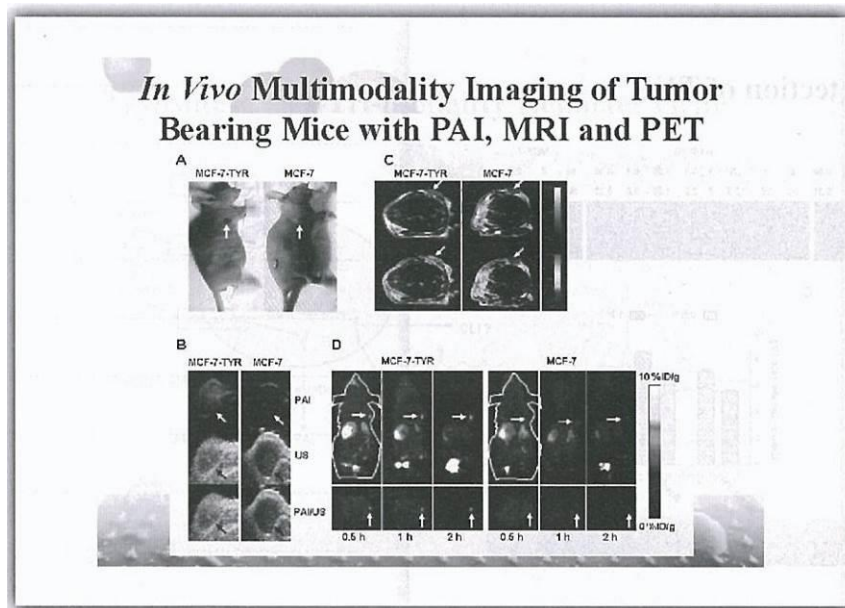 In Vivo Multimodality Imaging of Tumor
Bearing Mice with PAI, MRI and PET
A
MCF-7-TYR MCF-7
C
MCF-7-TYR MCF-7
B
MCF-7-TYR MCF-7
PAI
US
PAI/US
D
MCF-7-TYR MCF-7
10 %ID/g
0 %ID/g
0.5 h 1 h 2 h 0.5 h 1 h 2 h